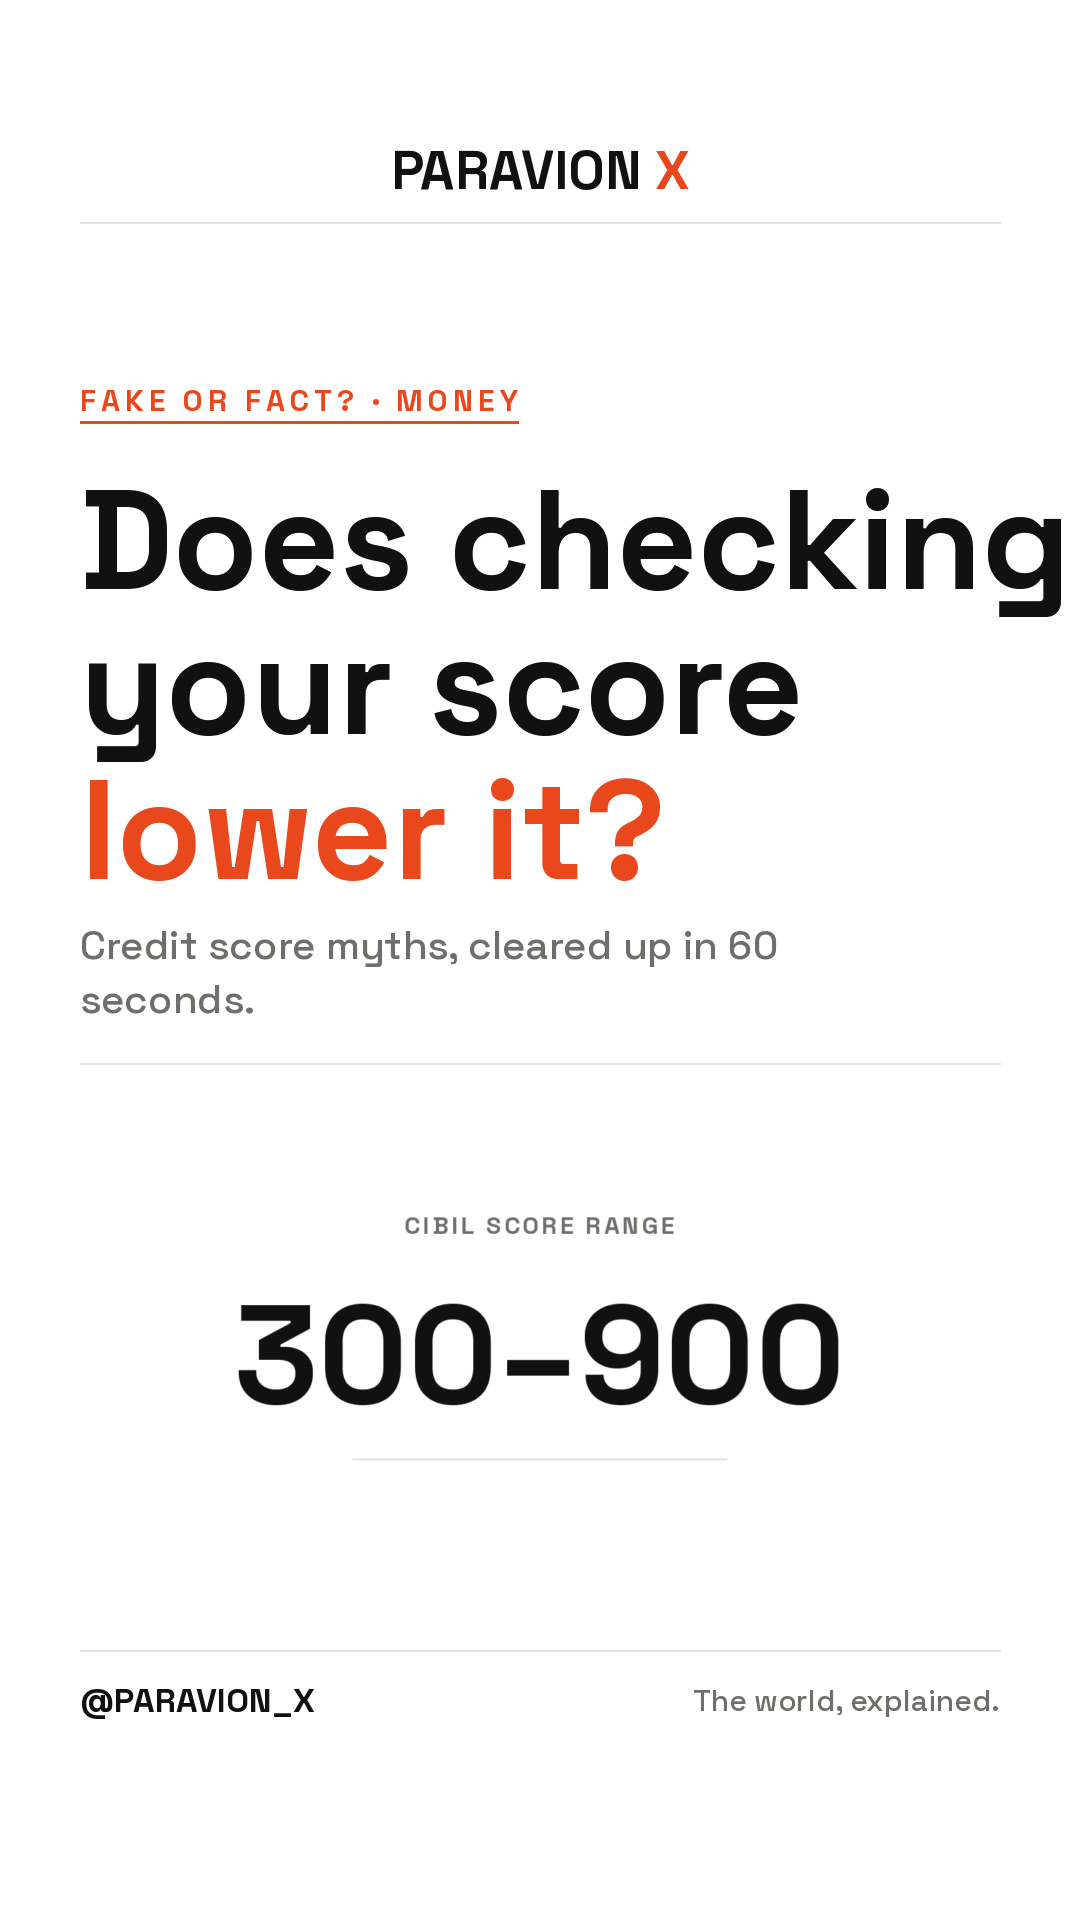 PARAVION X
FAKE OR FACT? · MONEY
Does checking
your score
lower it?
Credit score myths, cleared up in 60
seconds.
CIBIL SCORE RANGE
300–900
@PARAVION_X
The world, explained.